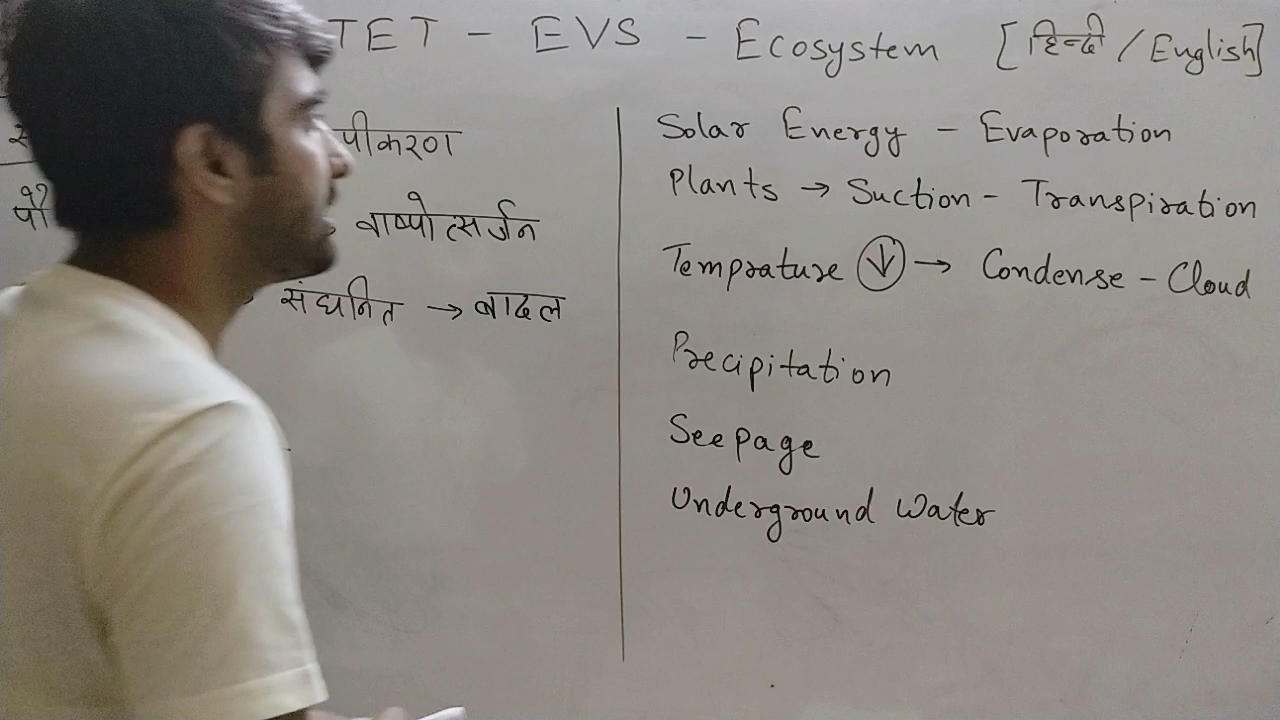 TET - EVS - Ecosystem [हिन्दी / English]
पीकरण
वाष्पोत्सर्जन
संघनित → बादल
Solar Energy - Evaporation
Plants → Suction - Transpiration
Temprature ↓ → Condense - Cloud
Precipitation
Seepage
Underground Water